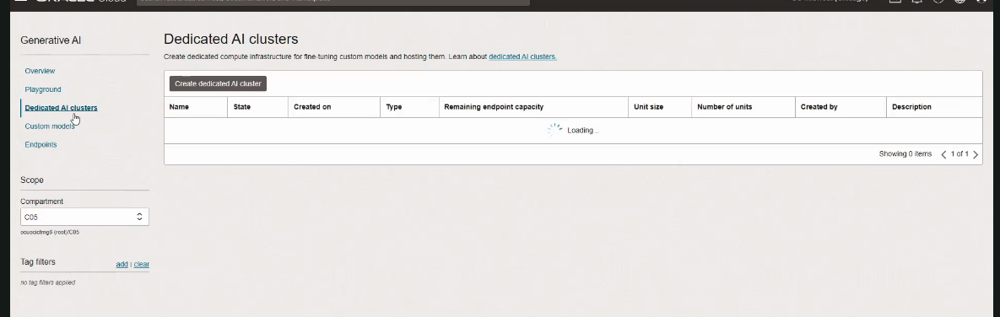 ORACLE Cloud
Generative AI
Overview
Playground
Dedicated AI clusters
Custom models
Endpoints
Scope
Compartment
C05
ocuocictrng6 (root)/C05
Tag filters
add | clear
no tag filters applied
Dedicated AI clusters
Create dedicated compute infrastructure for fine-tuning custom models and hosting them. Learn about dedicated AI clusters.
Create dedicated AI cluster
Name State Created on Type Remaining endpoint capacity Unit size Number of units Created by Description
Loading...
Showing 0 items 1 of 1